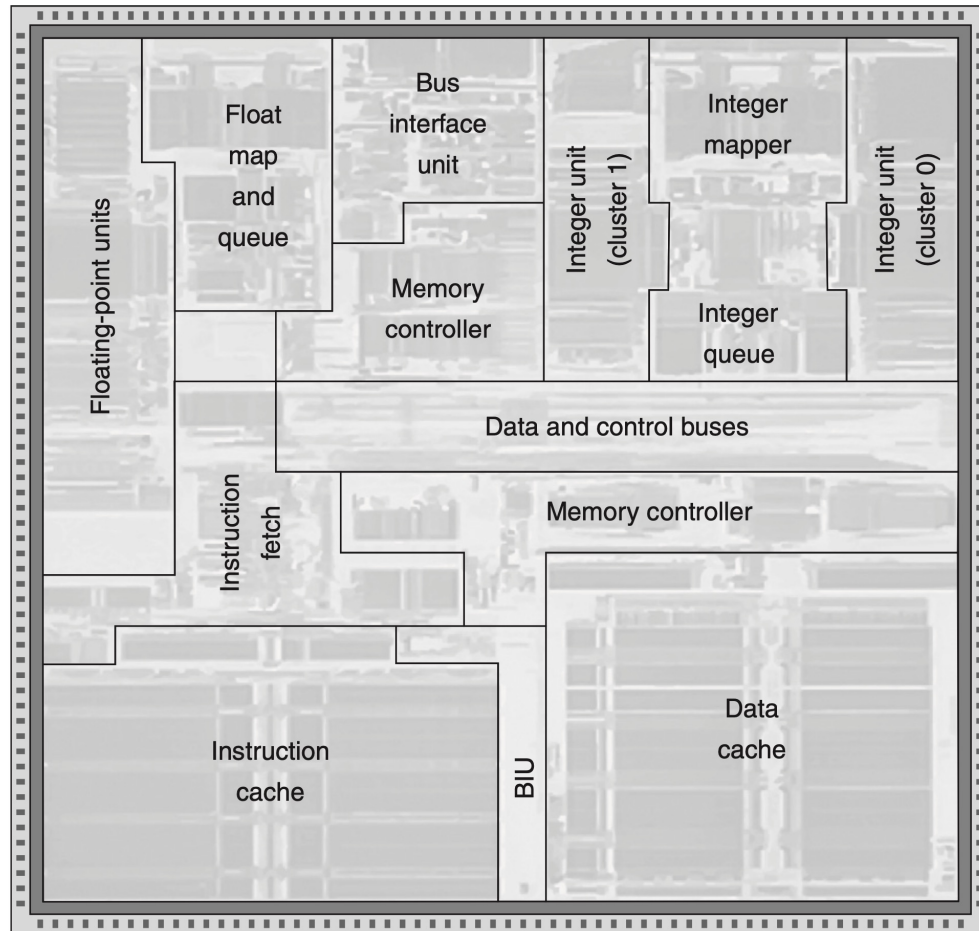 Floating-point units
Float
map
and
queue
Bus
interface
unit
Memory
controller
Integer unit
(cluster 1)
Integer
mapper
Integer
queue
Integer unit
(cluster 0)
Data and control buses
Memory controller
Instruction
fetch
Instruction
cache
BIU
Data
cache